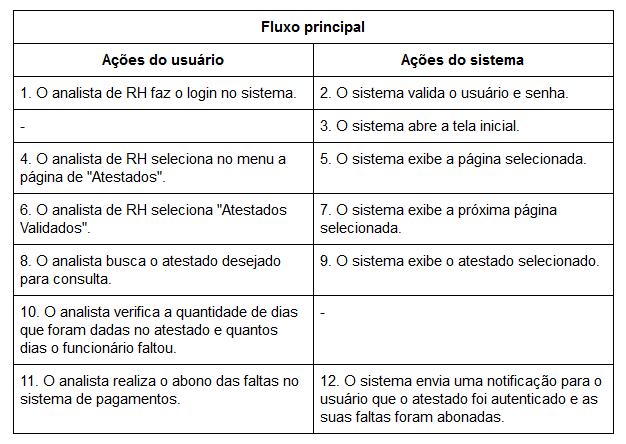 Fluxo principal
Ações do usuário
Ações do sistema
1. O analista de RH faz o login no sistema.
2. O sistema valida o usuário e senha.
-
3. O sistema abre a tela inicial.
4. O analista de RH seleciona no menu a
página de "Atestados".
5. O sistema exibe a página selecionada.
6. O analista de RH seleciona "Atestados
Validados".
7. O sistema exibe a próxima página
selecionada.
8. O analista busca o atestado desejado
para consulta.
9. O sistema exibe o atestado selecionado.
10. O analista verifica a quantidade de dias
que foram dadas no atestado e quantos
dias o funcionário faltou.
-
11. O analista realiza o abono das faltas no
sistema de pagamentos.
12. O sistema envia uma notificação para o
usuário que o atestado foi autenticado e as
suas faltas foram abonadas.